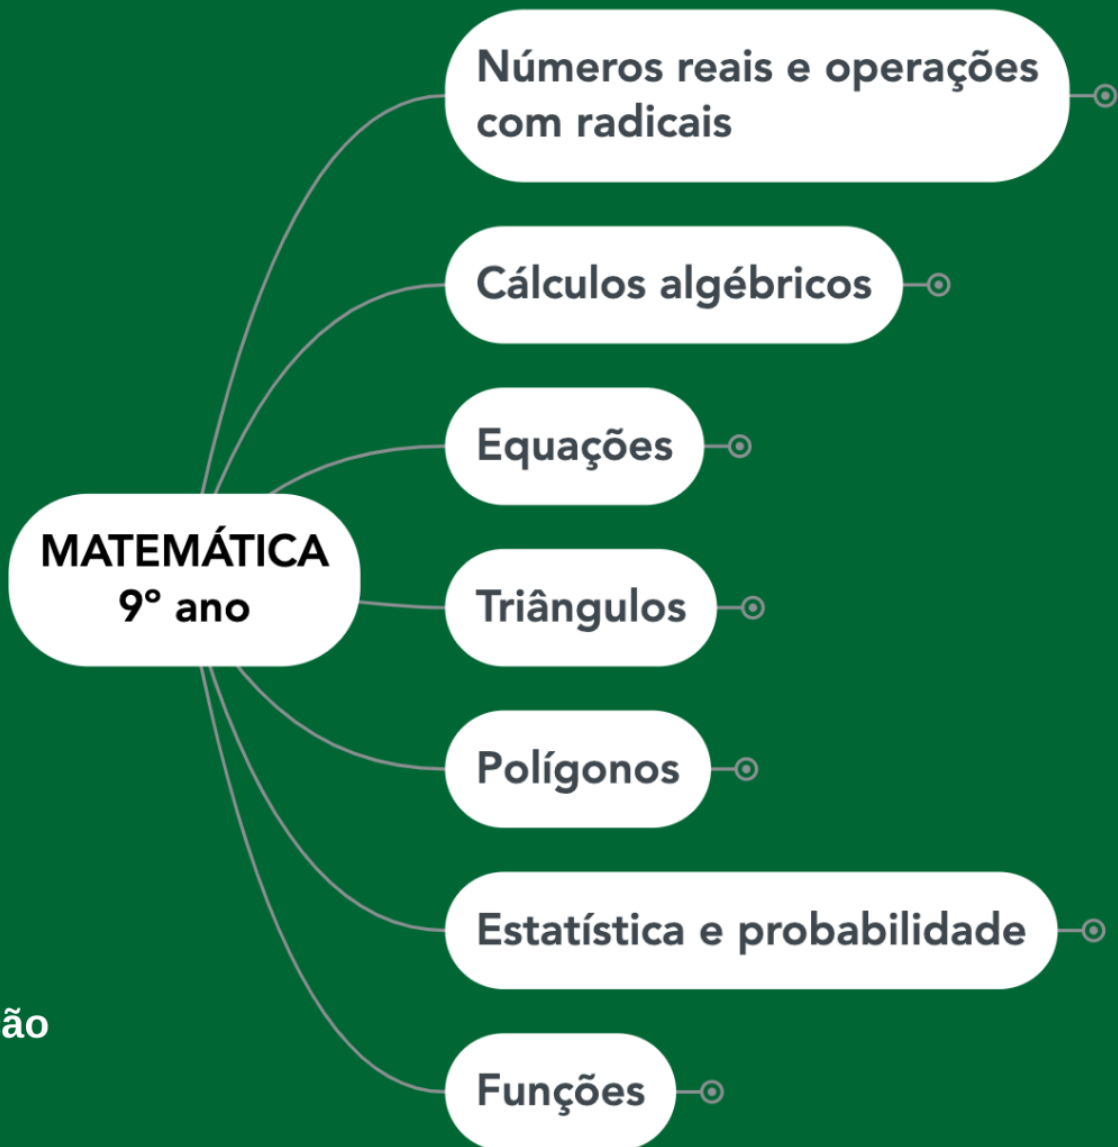 Números reais e operações
com radicais
Cálculos algébricos
Equações
MATEMÁTICA
9º ano
Triângulos
Polígonos
Estatística e probabilidade
ão
Funções